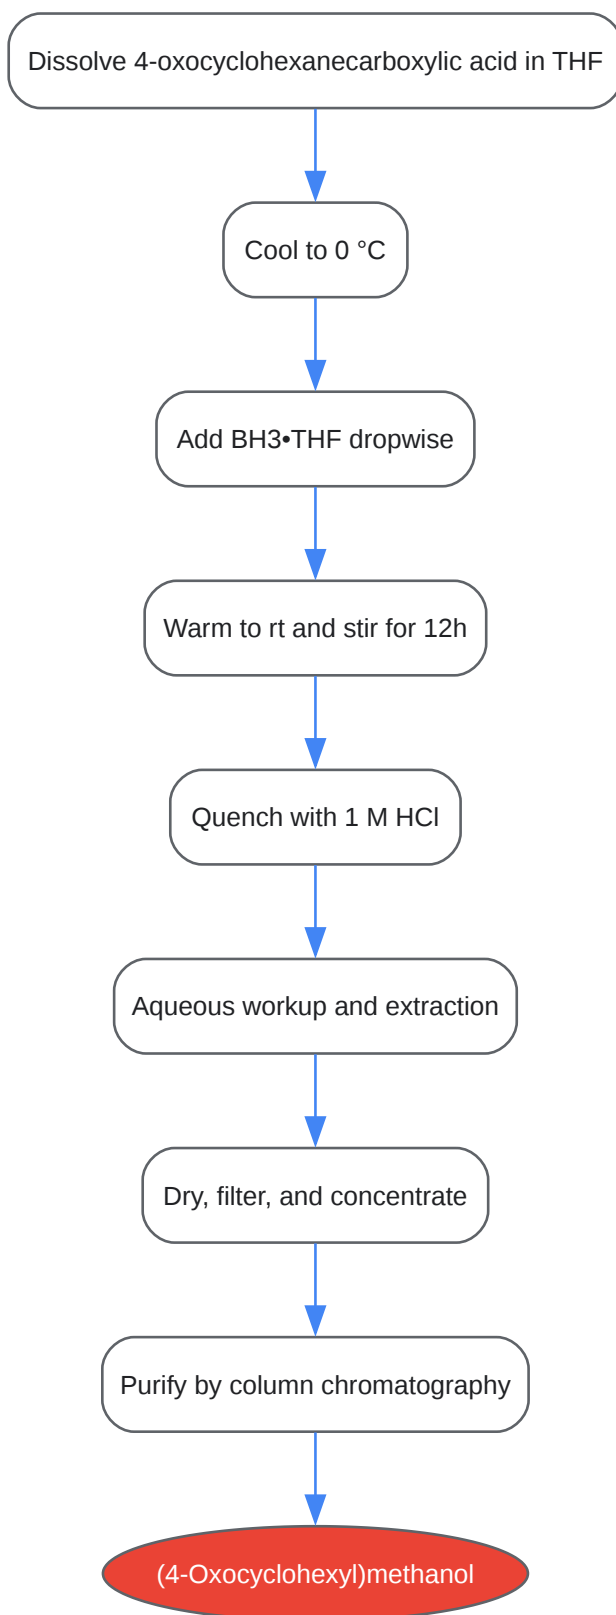 Dissolve 4-oxocyclohexanecarboxylic acid in THF
Cool to 0 °C
Add BH3•THF dropwise
Warm to rt and stir for 12h
Quench with 1 M HCl
Aqueous workup and extraction
Dry, filter, and concentrate
Purify by column chromatography
(4-Oxocyclohexyl)methanol